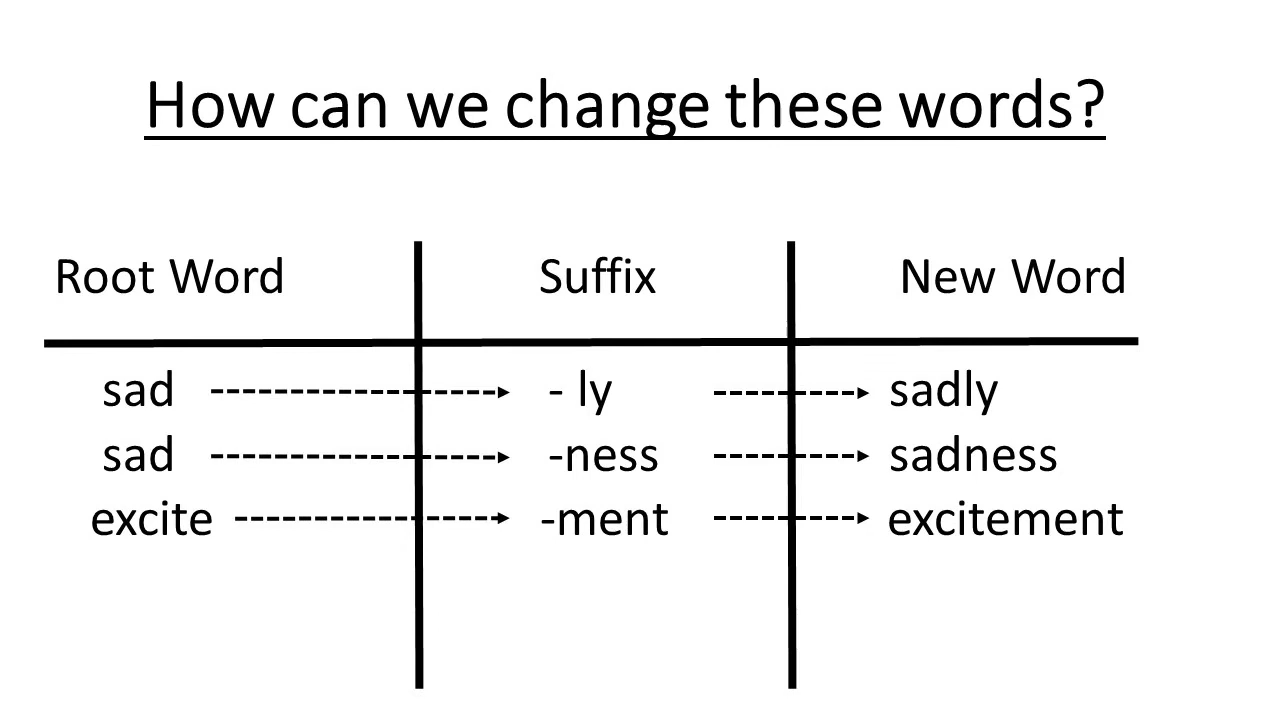 How can we change these words?
Root Word Suffix New Word
sad - ly sadly
sad -ness sadness
excite -ment excitement